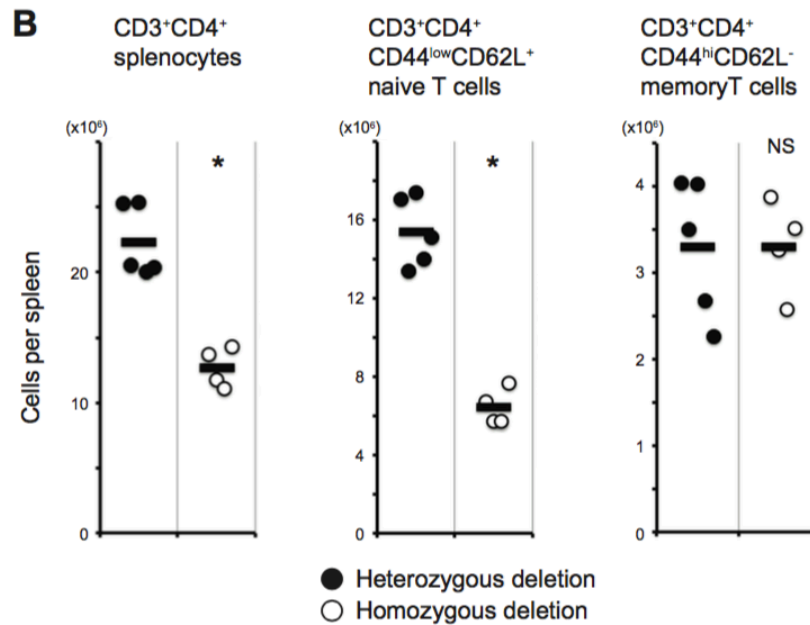 B
CD3⁺CD4⁺
splenocytes
CD3⁺CD4⁺
CD44ˡᵒʷCD62L⁺
naive T cells
CD3⁺CD4⁺
CD44ʰⁱCD62L⁻
memoryT cells
(x10⁶)
(x10⁶)
(x10⁶)
*
*
NS
Cells per spleen
20
10
0
16
12
8
4
0
4
3
2
1
0
Heterozygous deletion
Homozygous deletion